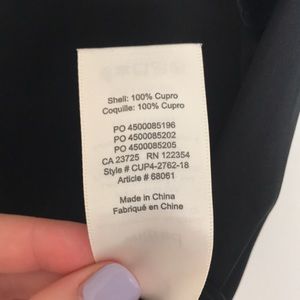 Shell: 100% Cupro
Coquille: 100% Cupro
PO 4500085196
PO 4500085202
PO 4500085205
CA 23725 RN 122354
Style # CUP4-2762-18
Article # 68061
Made in China
Fabriqué en Chine